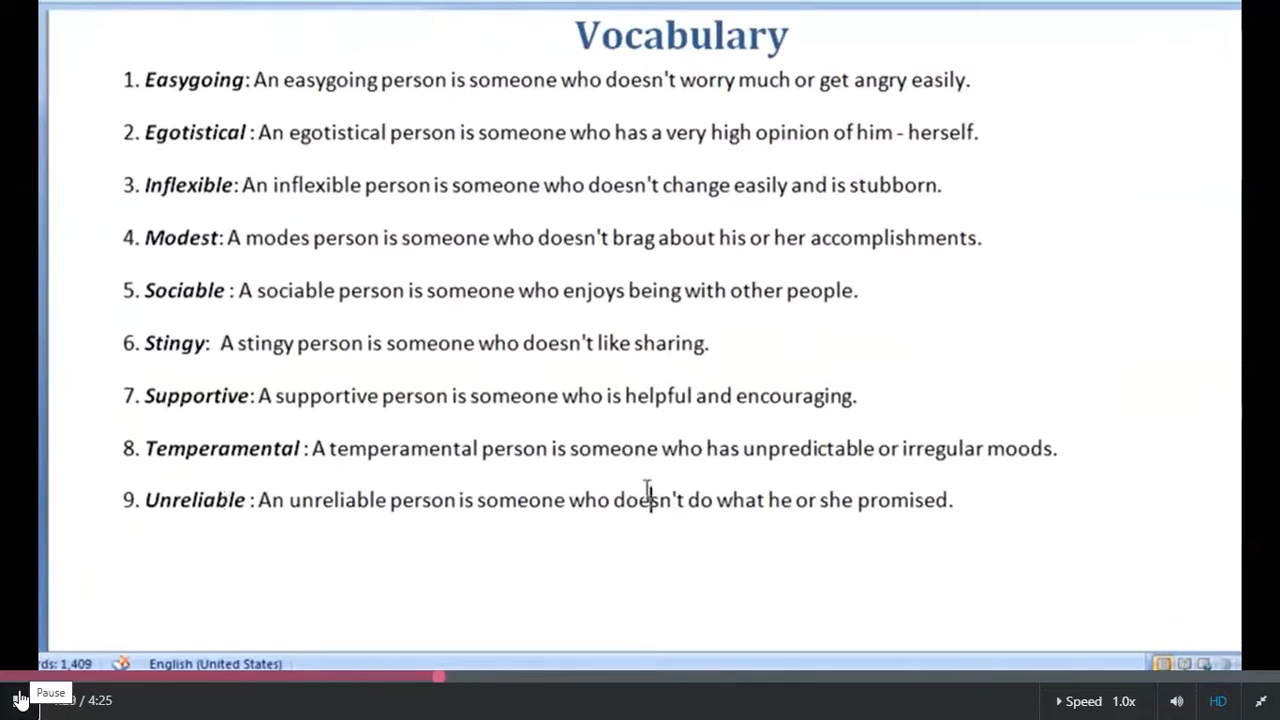 Vocabulary
1. Easygoing: An easygoing person is someone who doesn't worry much or get angry easily.
2. Egotistical : An egotistical person is someone who has a very high opinion of him - herself.
3. Inflexible: An inflexible person is someone who doesn't change easily and is stubborn.
4. Modest: A modes person is someone who doesn't brag about his or her accomplishments.
5. Sociable : A sociable person is someone who enjoys being with other people.
6. Stingy: A stingy person is someone who doesn't like sharing.
7. Supportive: A supportive person is someone who is helpful and encouraging.
8. Temperamental : A temperamental person is someone who has unpredictable or irregular moods.
9. Unreliable : An unreliable person is someone who doesn't do what he or she promised.
rds: 1,409 English (United States)
Pause
/ 4:25 Speed 1.0x HD